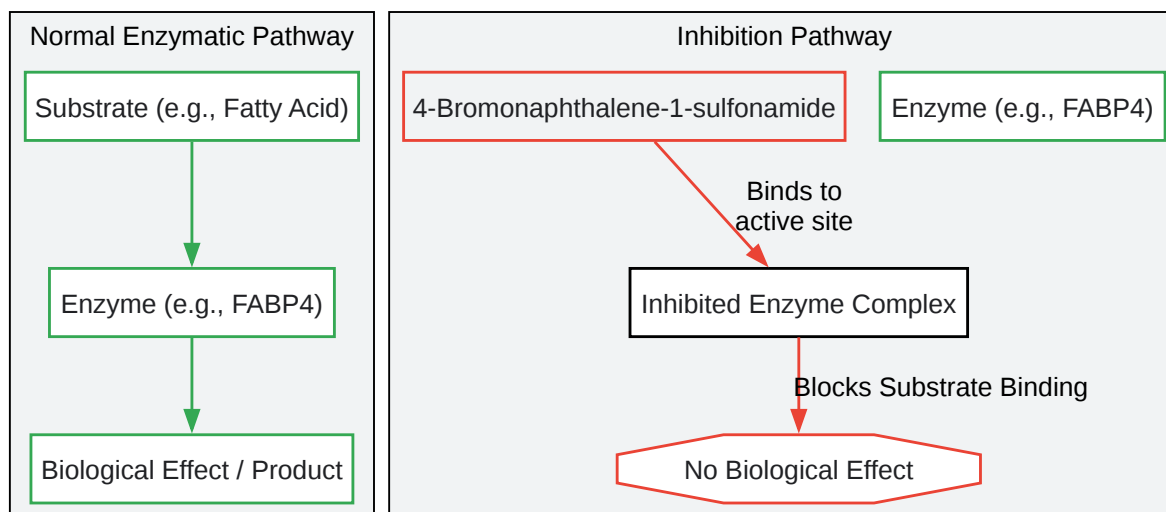 Normal Enzymatic Pathway
Substrate (e.g., Fatty Acid)
Enzyme (e.g., FABP4)
Biological Effect / Product
Inhibition Pathway
4-Bromonaphthalene-1-sulfonamide
Enzyme (e.g., FABP4)
Binds to
active site
Inhibited Enzyme Complex
Blocks Substrate Binding
No Biological Effect